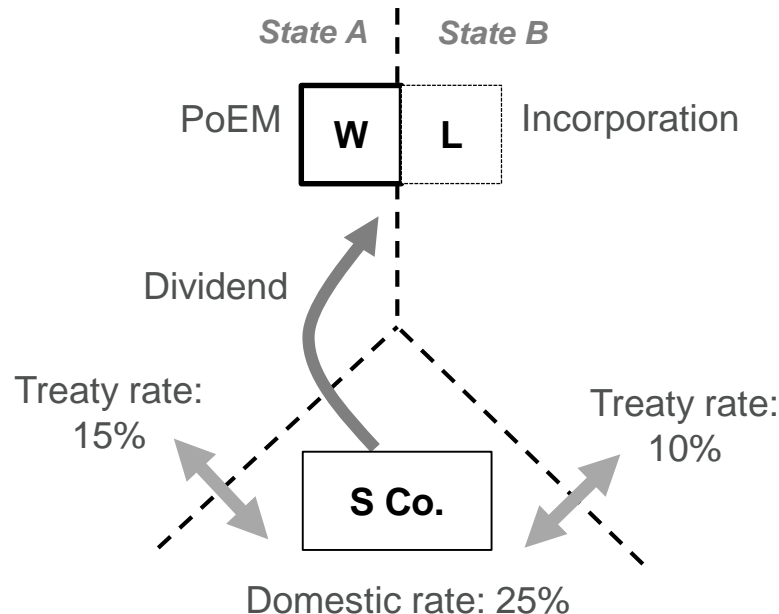 State A
State B
PoEM
W
L
Incorporation
Dividend
Treaty rate:
15%
Treaty rate:
10%
S Co.
Domestic rate: 25%